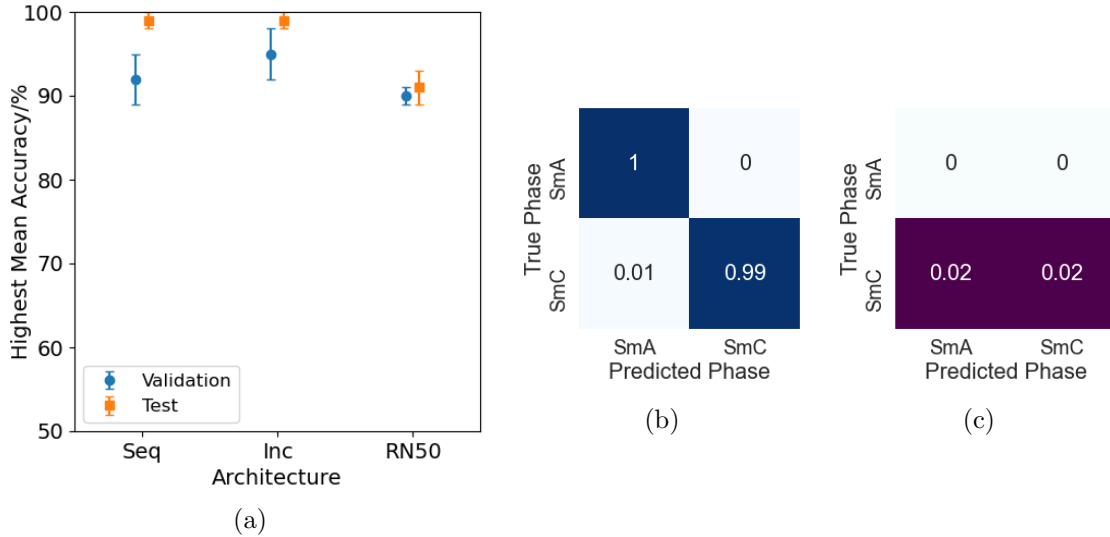 Highest Mean Accuracy/%
100
90
80
70
60
50
Validation
Test
Seq Inc RN50
Architecture
(a)
True Phase
SmA
SmC
1 0
0.01 0.99
SmA SmC
Predicted Phase
(b)
True Phase
SmA
SmC
0 0
0.02 0.02
SmA SmC
Predicted Phase
(c)